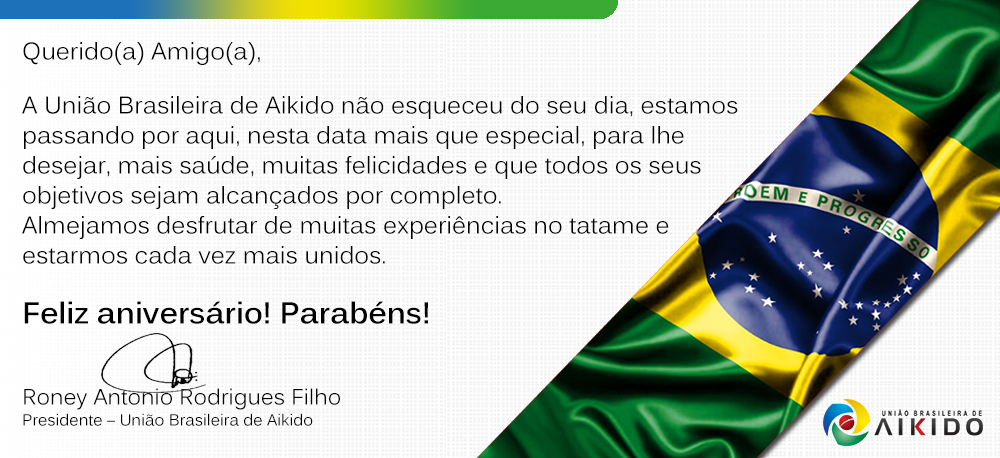 Querido(a) Amigo(a),
A União Brasileira de Aikido não esqueceu do seu dia, estamos
passando por aqui, nesta data mais que especial, para lhe
desejar, mais saúde, muitas felicidades e que todos os seus
objetivos sejam alcançados por completo.
Almejamos desfrutar de muitas experiências no tatame e
estarmos cada vez mais unidos.
Feliz aniversário! Parabéns!
Roney Antonio Rodrigues Filho
Presidente – União Brasileira de Aikido
RDEM E PROGRESSO
UNIÃO BRASILEIRA DE
AIKIDO